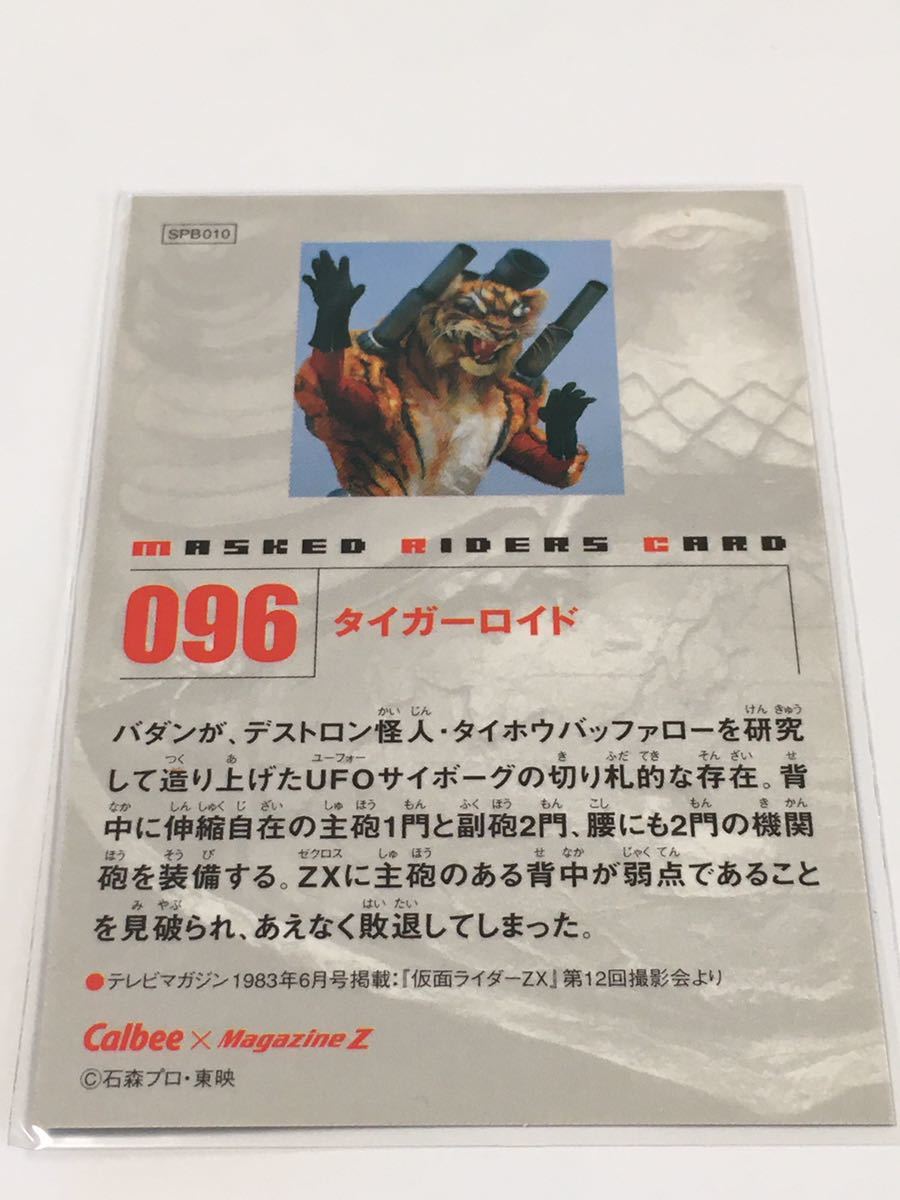 SPB010
MASKED RIDERS CARD
096 タイガーロイド
バダンが、デストロン怪人・タイホウバッファローを研究
して造り上げたUFOサイボーグの切り札的な存在。背
中に伸縮自在の主砲1門と副砲2門、腰にも2門の機関
砲を装備する。ZXに主砲のある背中が弱点であること
を見破られ、あえなく敗退してしまった。
●テレビマガジン1983年6月号掲載:『仮面ライダーZX』第12回撮影会より
Calbee × Magazine Z
©石森プロ・東映